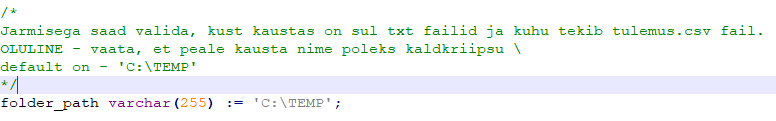 /*
Jarmisega saad valida, kust kaustas on sul txt failid ja kuhu tekib tulemus.csv fail.
OLULINE - vaata, et peale kausta nime poleks kaldkriipsu \
default on - 'C:\TEMP'
*/
folder_path varchar(255) := 'C:\TEMP';